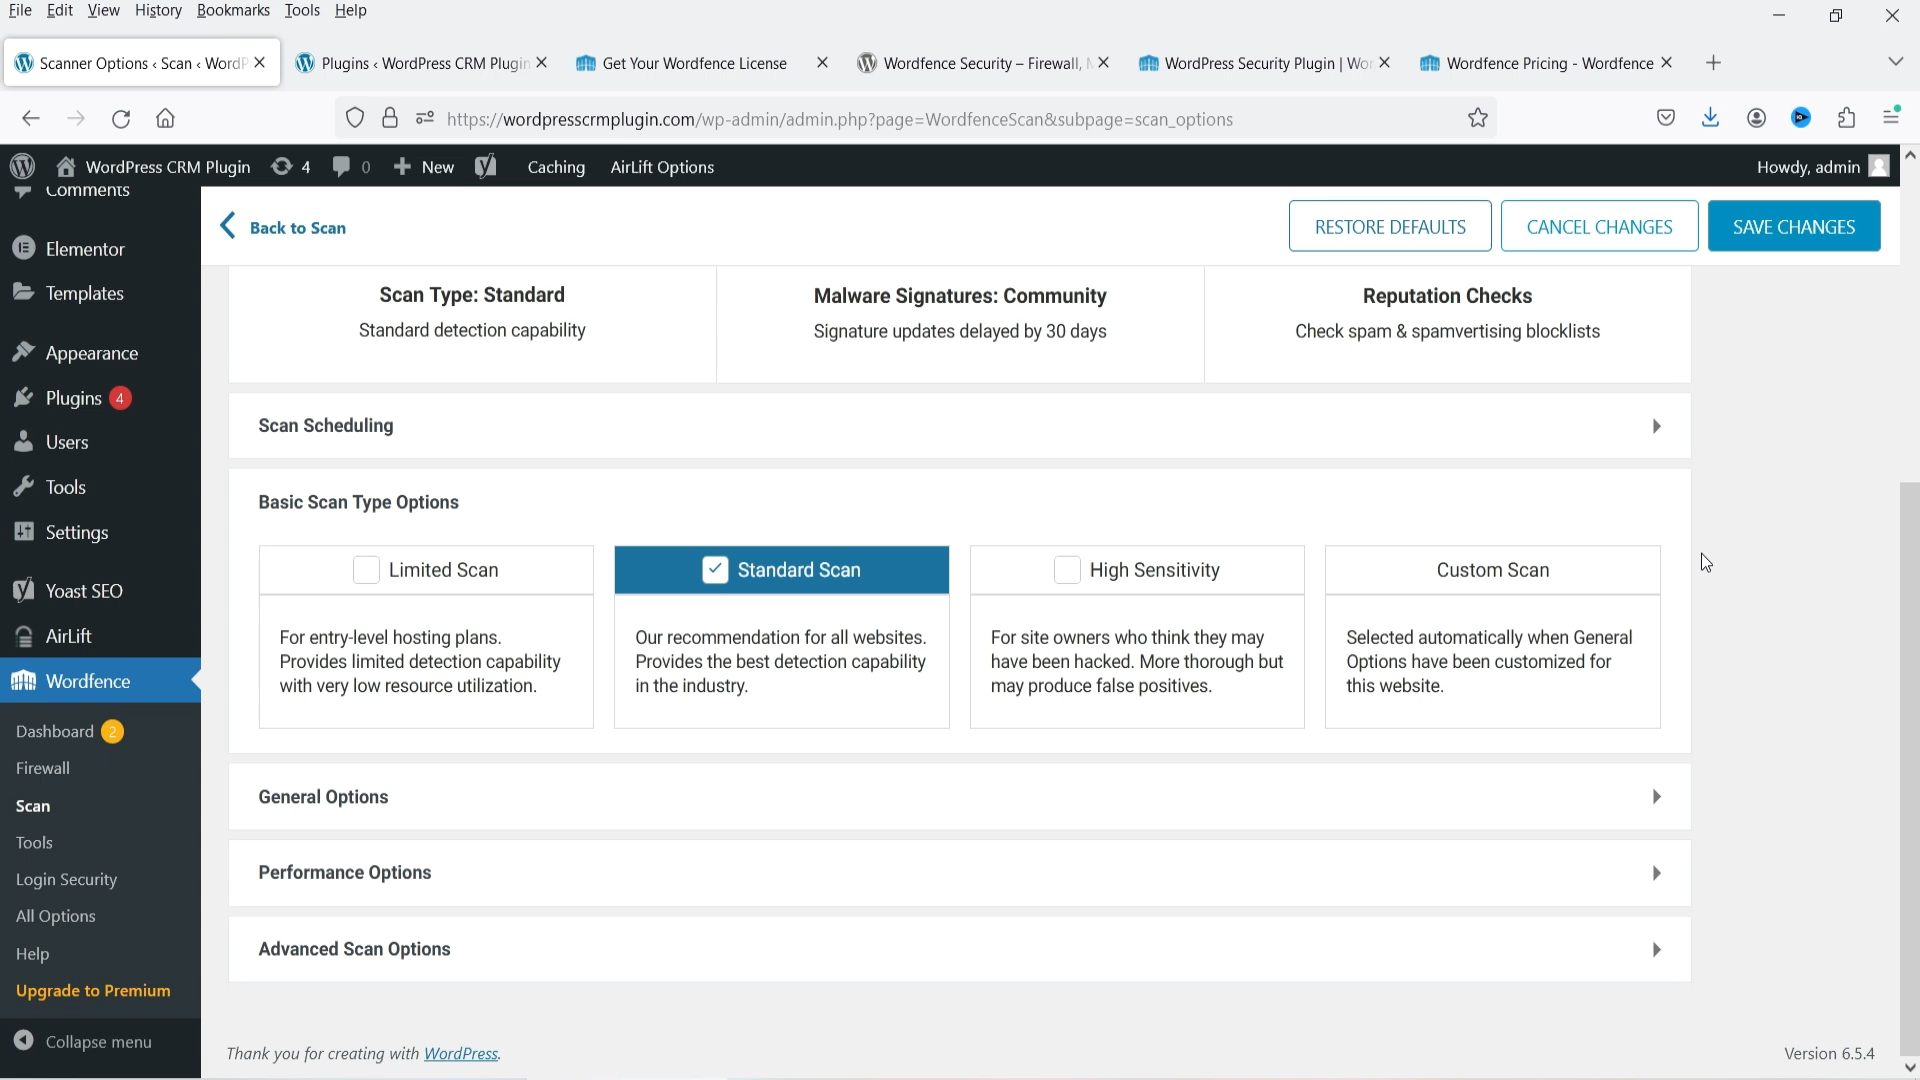 File Edit View History Bookmarks Tools Help
Scanner Options ‹ Scan ‹ WordP
Plugins ‹ WordPress CRM Plugin
Get Your Wordfence License
Wordfence Security – Firewall,
WordPress Security Plugin | Wor
Wordfence Pricing - Wordfence
https://wordpresscrmplugin.com/wp-admin/admin.php?page=WordfenceScan&subpage=scan_options
WordPress CRM Plugin 4 0 New Caching AirLift Options Howdy, admin
Comments
Elementor
Templates
Appearance
Plugins 4
Users
Tools
Settings
Yoast SEO
AirLift
Wordfence
Dashboard 2
Firewall
Scan
Tools
Login Security
All Options
Help
Upgrade to Premium
Collapse menu
Back to Scan
RESTORE DEFAULTS
CANCEL CHANGES
SAVE CHANGES
Scan Type: Standard
Standard detection capability
Malware Signatures: Community
Signature updates delayed by 30 days
Reputation Checks
Check spam & spamvertising blocklists
Scan Scheduling
Basic Scan Type Options
Limited Scan
For entry-level hosting plans.
Provides limited detection capability
with very low resource utilization.
Standard Scan
Our recommendation for all websites.
Provides the best detection capability
in the industry.
High Sensitivity
For site owners who think they may
have been hacked. More thorough but
may produce false positives.
Custom Scan
Selected automatically when General
Options have been customized for
this website.
General Options
Performance Options
Advanced Scan Options
Thank you for creating with WordPress.
Version 6.5.4